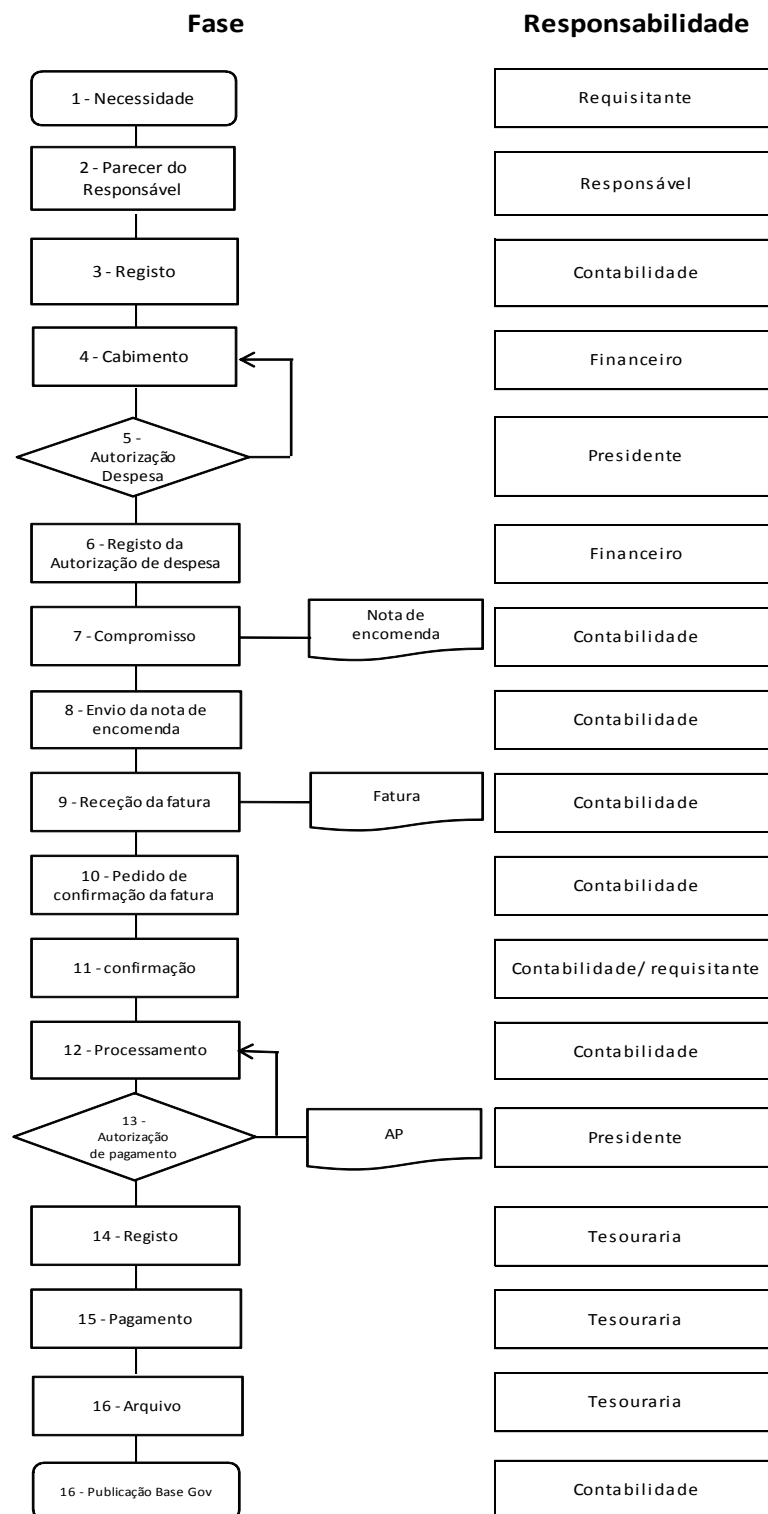 Fase Responsabilidade
1 - Necessidade Requisitante
2 - Parecer do
Responsável Responsável
3 - Registo Contabilidade
4 - Cabimento Financeiro
5 -
Autorização
Despesa Presidente
6 - Registo da
Autorização de despesa Financeiro
7 - Compromisso Nota de
encomenda Contabilidade
8 - Envio da nota de
encomenda Contabilidade
9 - Receção da fatura Fatura Contabilidade
10 - Pedido de
confirmação da fatura Contabilidade
11 - confirmação Contabilidade/ requisitante
12 - Processamento Contabilidade
13 -
Autorização
de pagamento AP Presidente
14 - Registo Tesouraria
15 - Pagamento Tesouraria
16 - Arquivo Tesouraria
16 - Publicação Base Gov Contabilidade